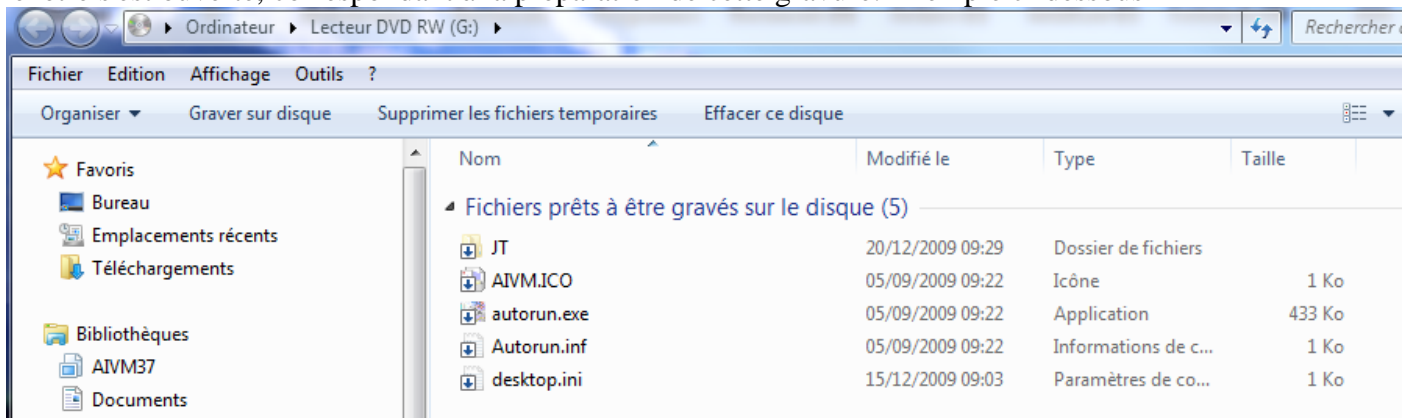 Ordinateur Lecteur DVD RW (G:) Rechercher
Fichier Edition Affichage Outils ?
Organiser Graver sur disque Supprimer les fichiers temporaires Effacer ce disque
Favoris
Bureau
Emplacements récents
Téléchargements
Bibliothèques
AIVM37
Documents
Nom Modifié le Type Taille
Fichiers prêts à être gravés sur le disque (5)
JT 20/12/2009 09:29 Dossier de fichiers
AIVM.ICO 05/09/2009 09:22 Icône 1 Ko
autorun.exe 05/09/2009 09:22 Application 433 Ko
Autorun.inf 05/09/2009 09:22 Informations de c... 1 Ko
desktop.ini 15/12/2009 09:03 Paramètres de co... 1 Ko